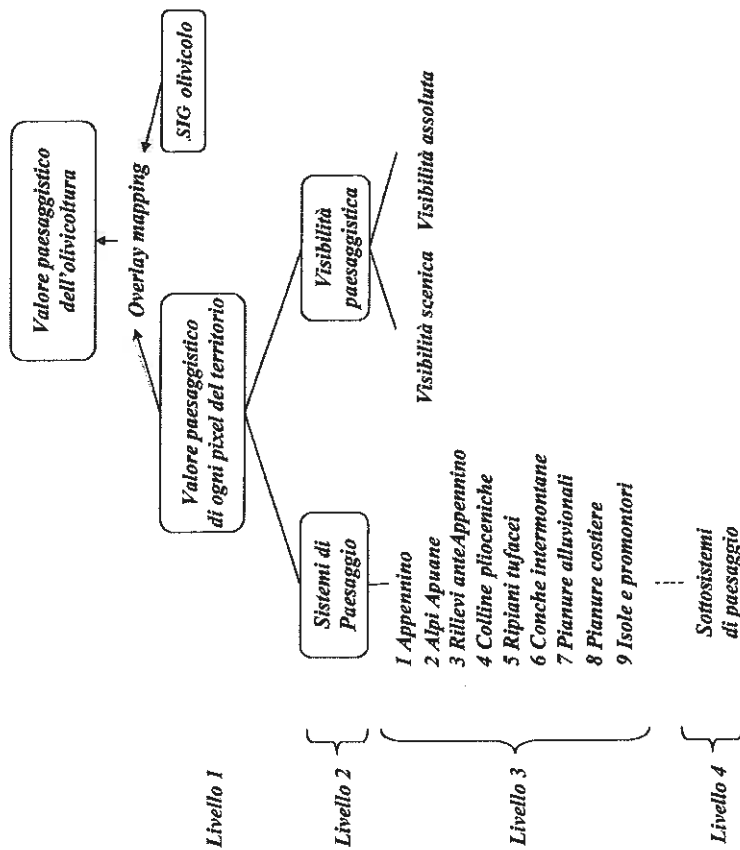 Valore paesaggistico
dell'olivicoltura
Overlay mapping
SIG olivicolo
Livello 1
Valore paesaggistico
di ogni pixel del territorio
Livello 2
Sistemi di
Paesaggio
Visibilità
paesaggistica
Livello 3
1 Appennino
2 Alpi Apuane
3 Rilievi anteAppennino
4 Colline plioceniche
5 Ripiani tufacei
6 Conche intermontane
7 Pianure alluvionali
8 Pianure costiere
9 Isole e promontori
Visibilità scenica
Visibilità assoluta
Livello 4
Sottosistemi
di paesaggio